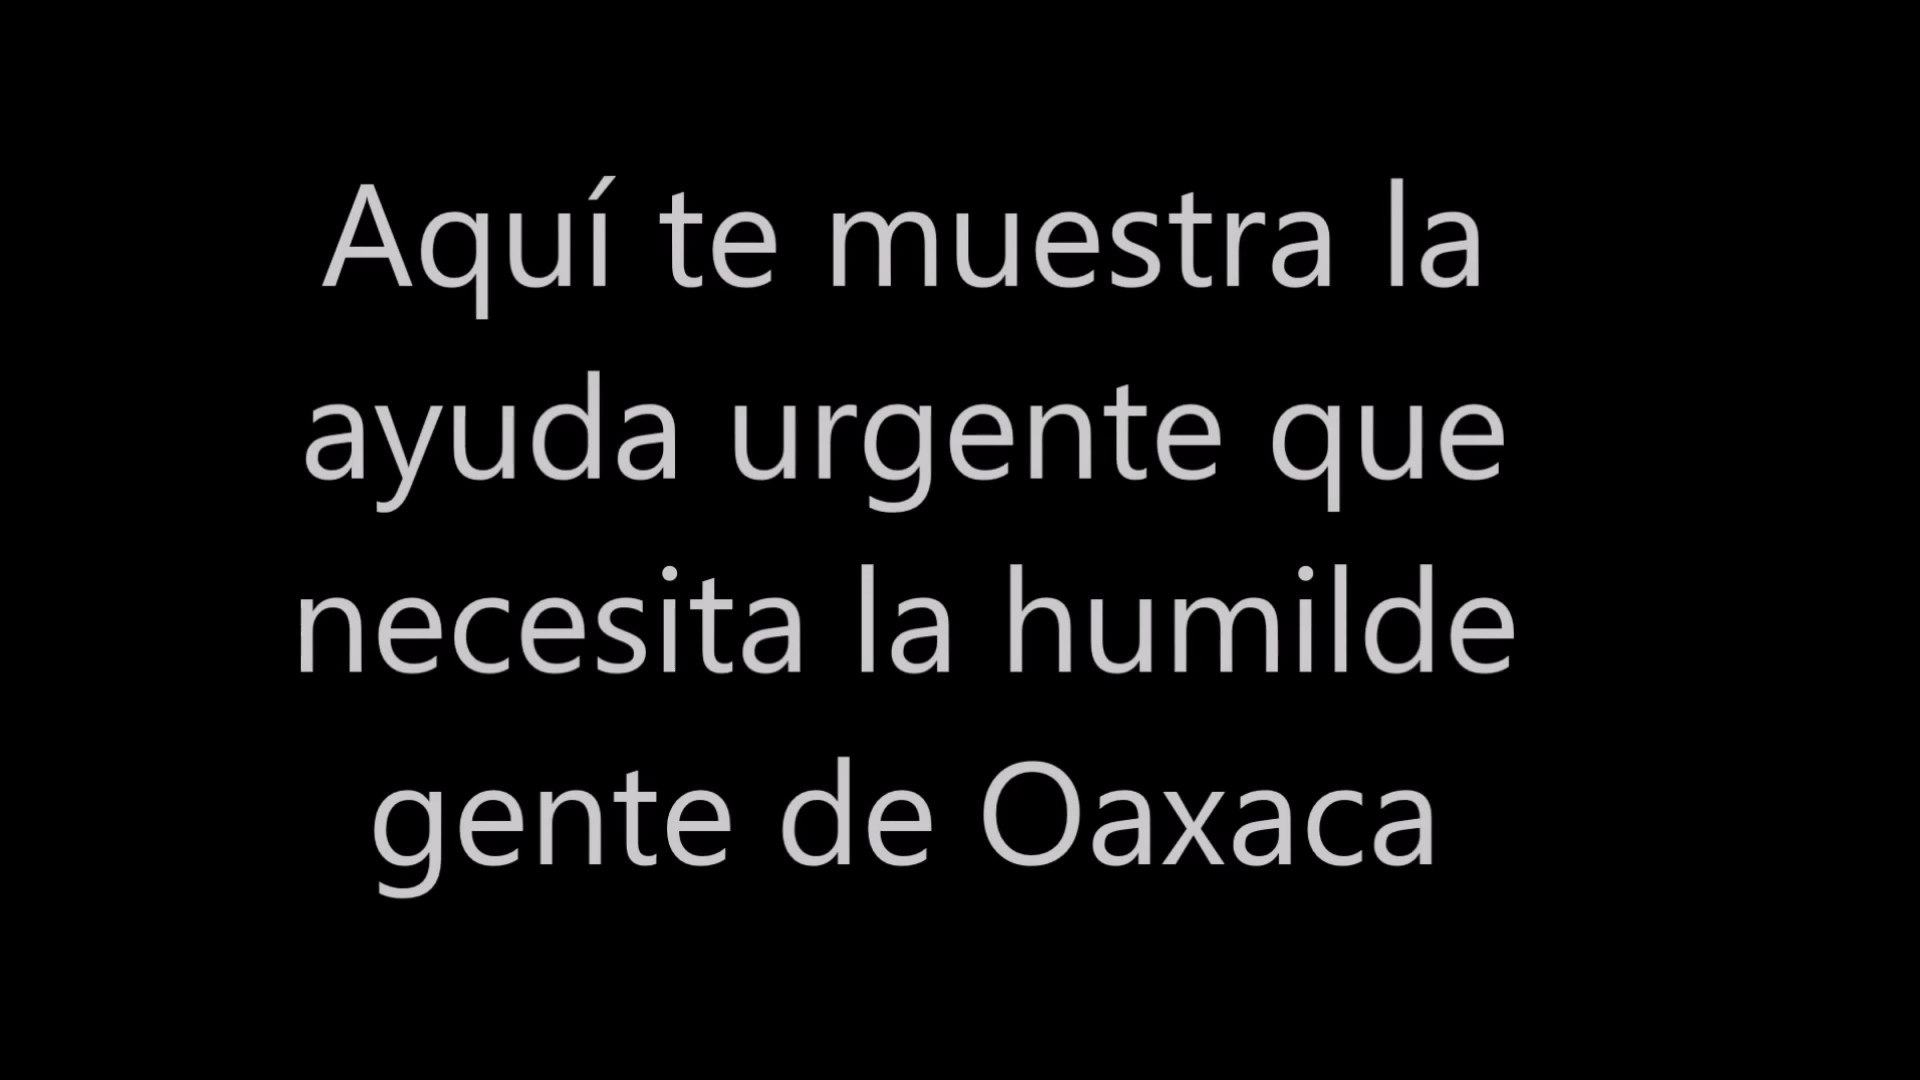 Aquí te muestra la
ayuda urgente que
necesita la humilde
gente de Oaxaca